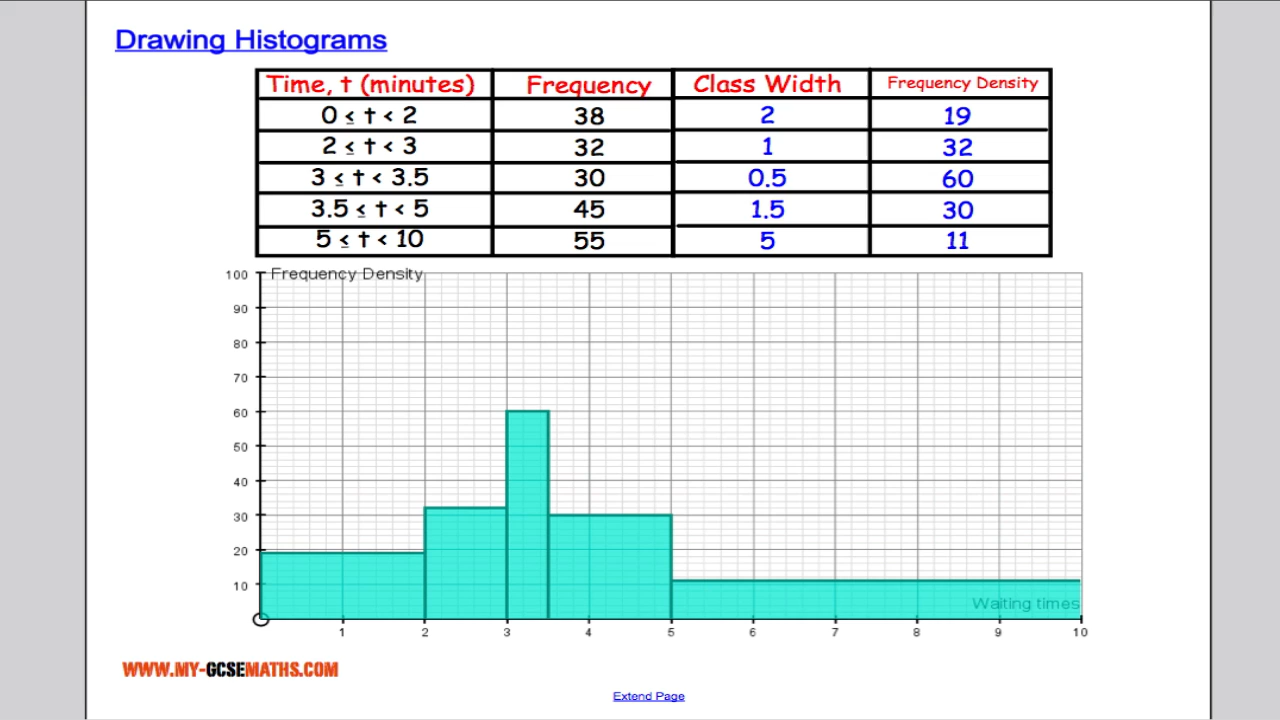 Drawing Histograms
Time, t (minutes) Frequency Class Width Frequency Density
0 ≤ t < 2 38 2 19
2 ≤ t < 3 32 1 32
3 ≤ t < 3.5 30 0.5 60
3.5 ≤ t < 5 45 1.5 30
5 ≤ t < 10 55 5 11
100 Frequency Density
90
80
70
60
50
40
30
20
10
Waiting times
1 2 3 4 5 6 7 8 9 10
WWW.MY-GCSEMATHS.COM
Extend Page